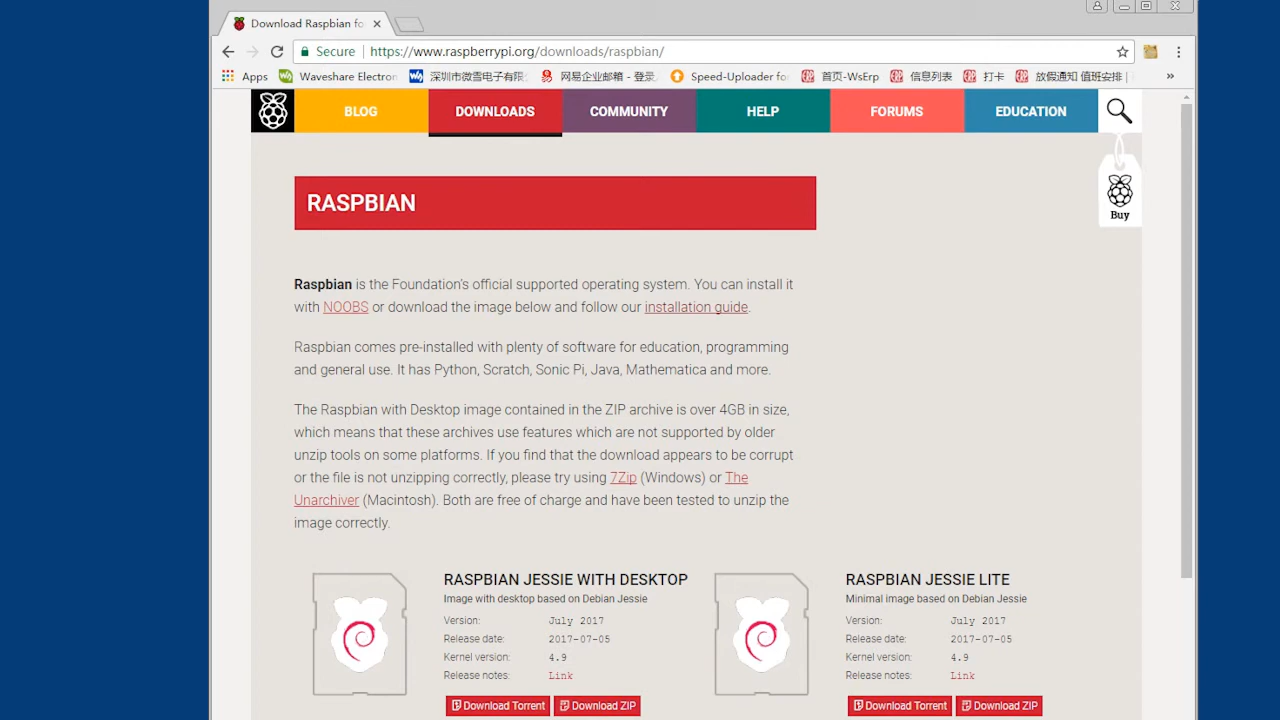 Download Raspbian fo
Secure https://www.raspberrypi.org/downloads/raspbian/
Apps Waveshare Electron 深圳市微雪电子有限 网易企业邮箱 - 登录 Speed-Uploader fo 首页-WsErp 信息列表 打卡 放假通知 值班安排 »
BLOG DOWNLOADS COMMUNITY HELP FORUMS EDUCATION
Buy
RASPBIAN
Raspbian is the Foundation's official supported operating system. You can install it
with NOOBS or download the image below and follow our installation guide.
Raspbian comes pre-installed with plenty of software for education, programming
and general use. It has Python, Scratch, Sonic Pi, Java, Mathematica and more.
The Raspbian with Desktop image contained in the ZIP archive is over 4GB in size,
which means that these archives use features which are not supported by older
unzip tools on some platforms. If you find that the download appears to be corrupt
or the file is not unzipping correctly, please try using 7Zip (Windows) or The
Unarchiver (Macintosh). Both are free of charge and have been tested to unzip the
image correctly.
RASPBIAN JESSIE WITH DESKTOP
Image with desktop based on Debian Jessie
Version: July 2017
Release date: 2017-07-05
Kernel version: 4.9
Release notes: Link
Download Torrent Download ZIP
RASPBIAN JESSIE LITE
Minimal image based on Debian Jessie
Version: July 2017
Release date: 2017-07-05
Kernel version: 4.9
Release notes: Link
Download Torrent Download ZIP